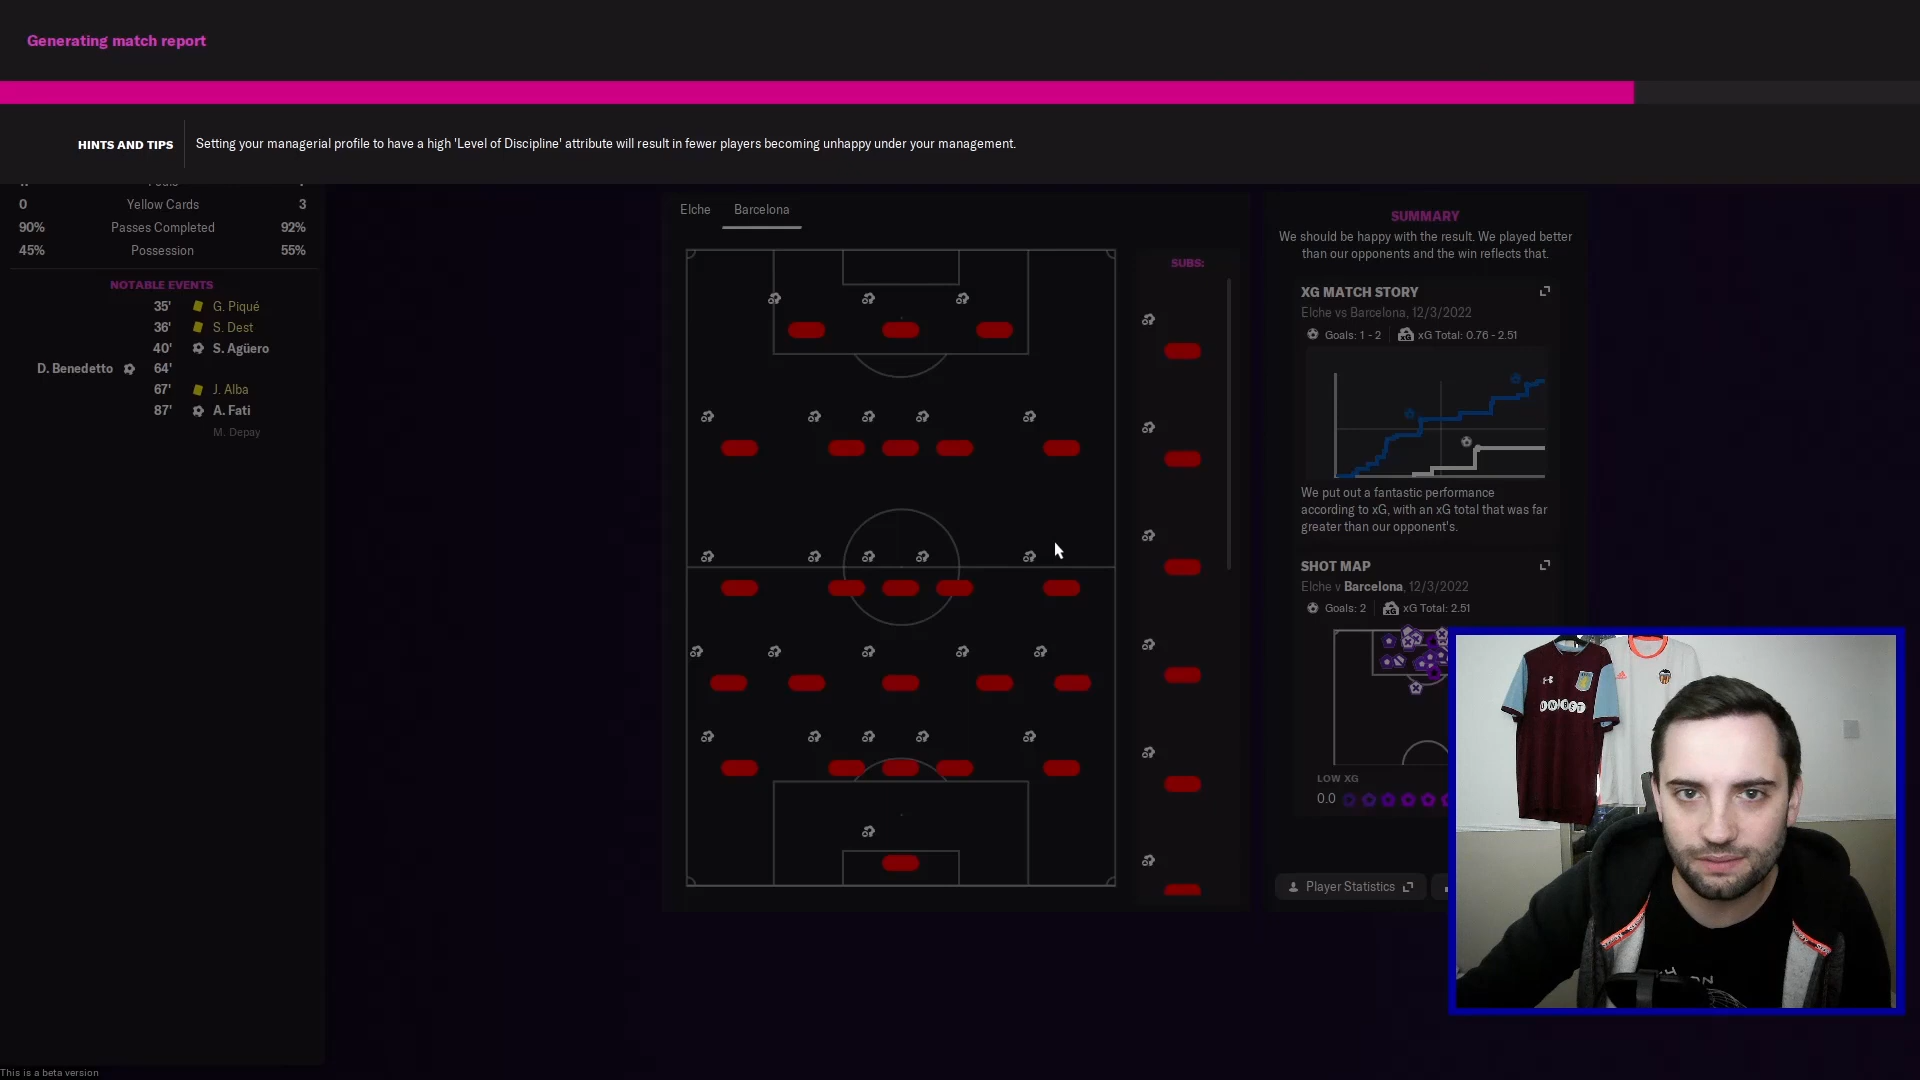 Generating match report
HINTS AND TIPS
Setting your managerial profile to have a high 'Level of Discipline' attribute will result in fewer players becoming unhappy under your management.
0 Yellow Cards 3
90% Passes Completed 92%
45% Possession 55%
NOTABLE EVENTS
35' G. Piqué
36' S. Dest
40' S. Agüero
D. Benedetto 64'
67' J. Alba
87' A. Fati
M. Depay
Elche Barcelona
SUBS:
SUMMARY
We should be happy with the result. We played better
than our opponents and the win reflects that.
XG MATCH STORY
Elche vs Barcelona, 12/3/2022
Goals: 1 - 2 xG Total: 0.76 - 2.51
We put out a fantastic performance
according to xG, with an xG total that was far
greater than our opponent's.
SHOT MAP
Elche v Barcelona, 12/3/2022
Goals: 2 xG Total: 2.51
LOW XG
0.0
Player Statistics
UNIBET
This is a beta version